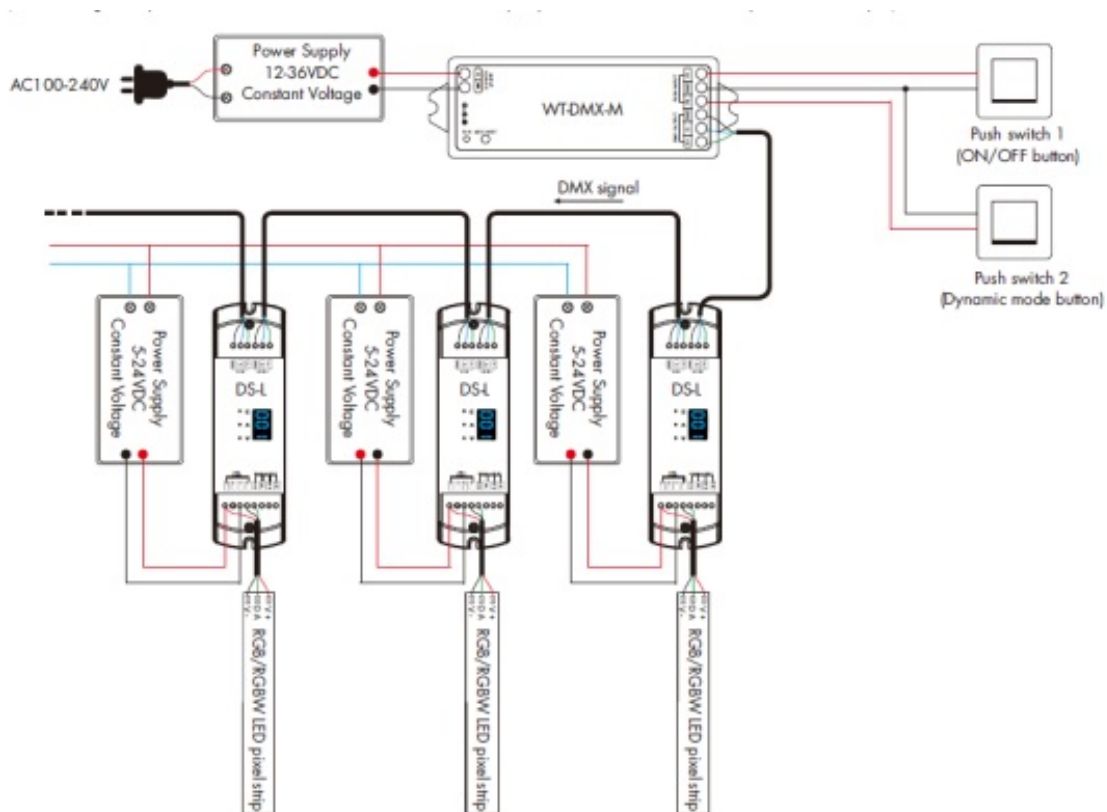 Power Supply
12-36VDC
Constant Voltage
AC100-240V
WT-DMX-M
Push switch 1
(ON/OFF button)
DMX signal
Push switch 2
(Dynamic mode button)
Power Supply
5-24VDC
Constant Voltage
DS-L
001
Power Supply
5-24VDC
Constant Voltage
DS-L
001
Power Supply
5-24VDC
Constant Voltage
DS-L
001
RGB/RGBW LED pixel strip
RGB/RGBW LED pixel strip
RGB/RGBW LED pixel strip